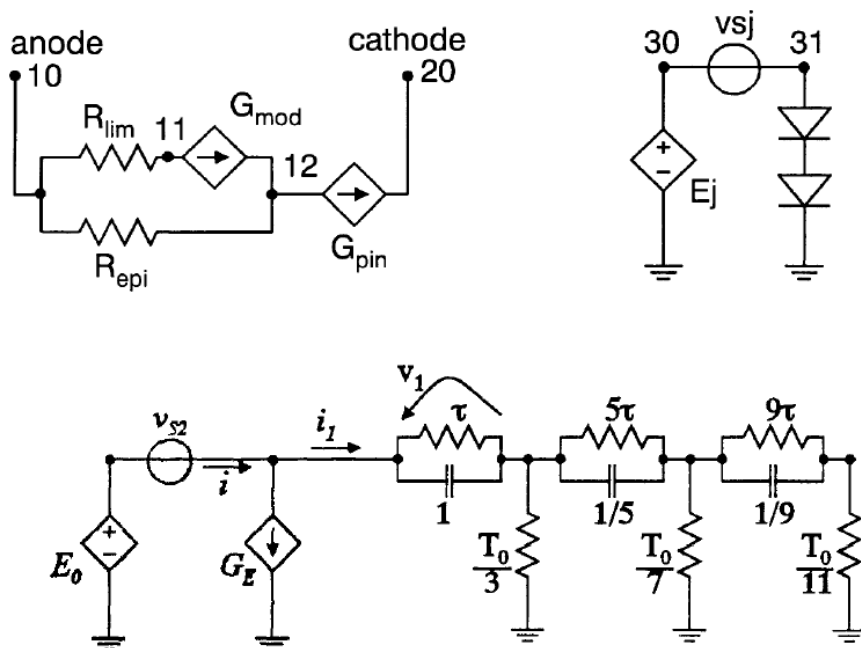 anode
10
cathode
20
R_lim
11
G_mod
12
R_epi
G_pin
30
vsj
31
+
-
Ej
v_1
τ
5τ
9τ
v_S2
i_1
i
1
1/5
1/9
+
-
E_0
G_E
T_0/3
T_0/7
T_0/11